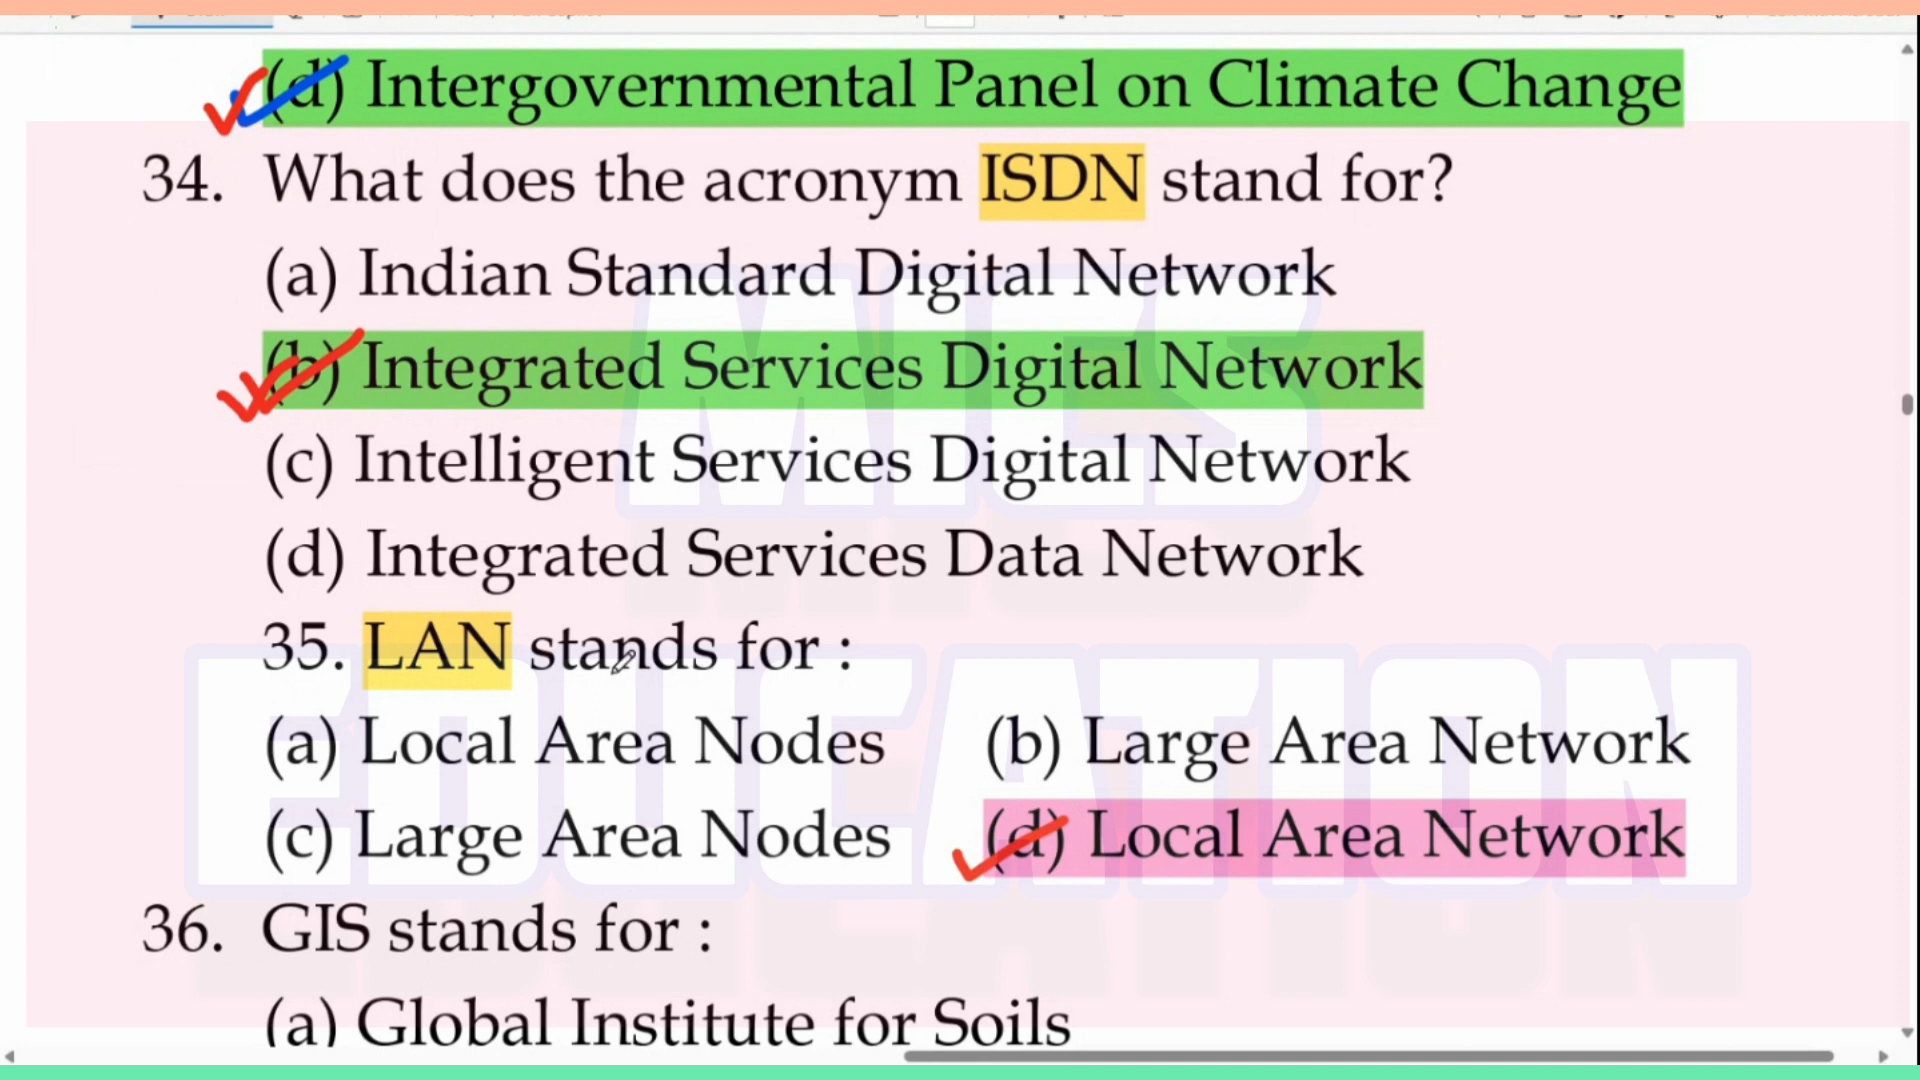 (d) Intergovernmental Panel on Climate Change
34. What does the acronym ISDN stand for?
(a) Indian Standard Digital Network
(b) Integrated Services Digital Network
(c) Intelligent Services Digital Network
(d) Integrated Services Data Network
35. LAN stands for :
(a) Local Area Nodes (b) Large Area Network
(c) Large Area Nodes (d) Local Area Network
36. GIS stands for :
(a) Global Institute for Soils
MICS
EDUCATION